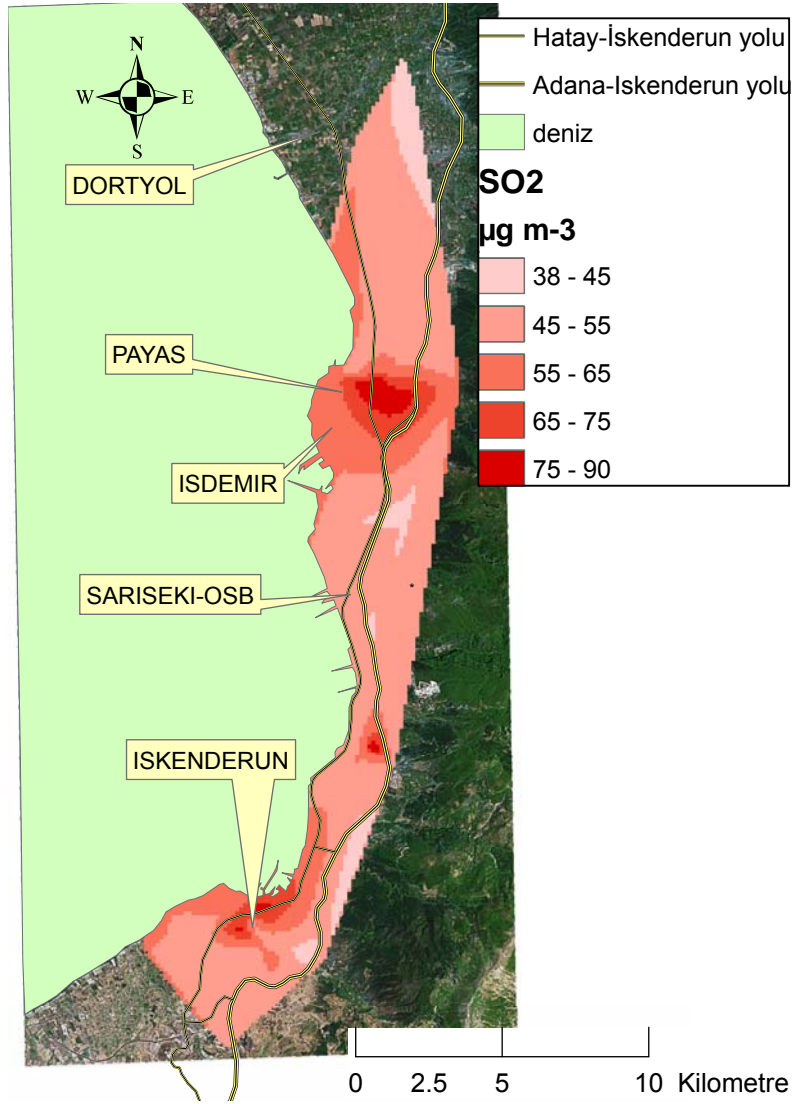 Hatay-İskenderun yolu
Adana-Iskenderun yolu
deniz
SO2
µg m-3
38 - 45
45 - 55
55 - 65
65 - 75
75 - 90
N
W
E
S
DORTYOL
PAYAS
ISDEMIR
SARISEKI-OSB
ISKENDERUN
0 2.5 5 10 Kilometre